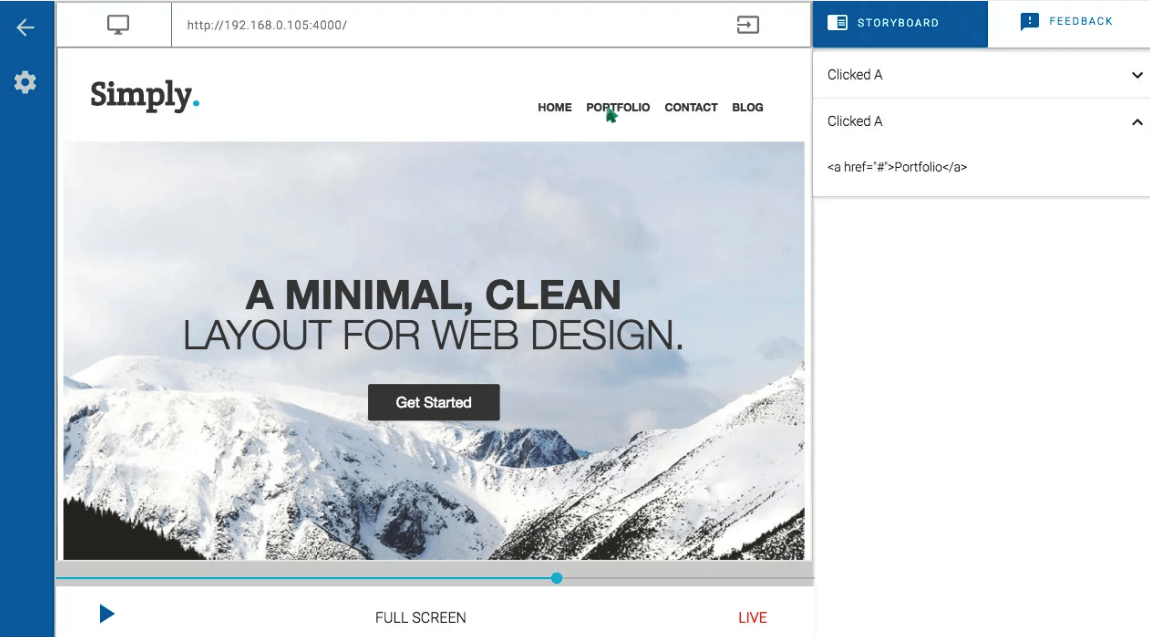 http://192.168.0.105:4000/
STORYBOARD
FEEDBACK
Simply.
HOME PORTFOLIO CONTACT BLOG
Clicked A
Clicked A
<a href="#">Portfolio</a>
A MINIMAL, CLEAN
LAYOUT FOR WEB DESIGN.
Get Started
FULL SCREEN
LIVE